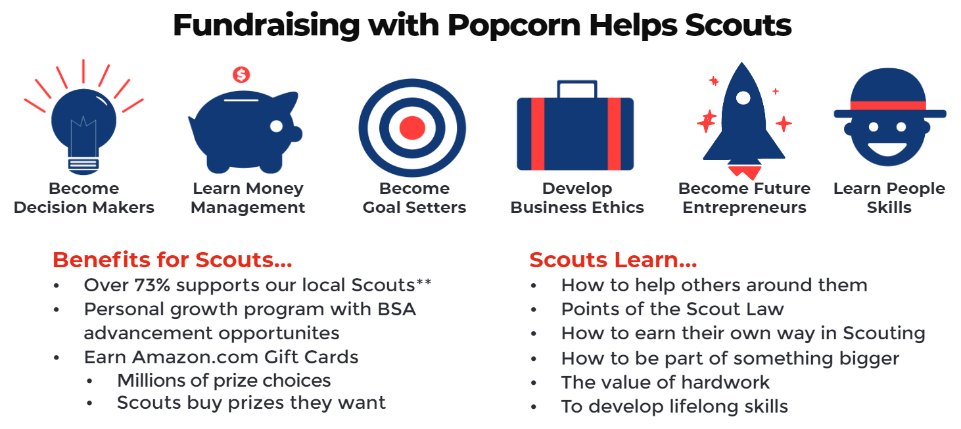 Fundraising with Popcorn Helps Scouts
$
Become
Decision Makers
Learn Money
Management
Become
Goal Setters
Develop
Business Ethics
Become Future
Entrepreneurs
Learn People
Skills
Benefits for Scouts...
• Over 73% supports our local Scouts**
• Personal growth program with BSA
advancement opportunites
• Earn Amazon.com Gift Cards
• Millions of prize choices
• Scouts buy prizes they want
Scouts Learn...
• How to help others around them
• Points of the Scout Law
• How to earn their own way in Scouting
• How to be part of something bigger
• The value of hardwork
• To develop lifelong skills